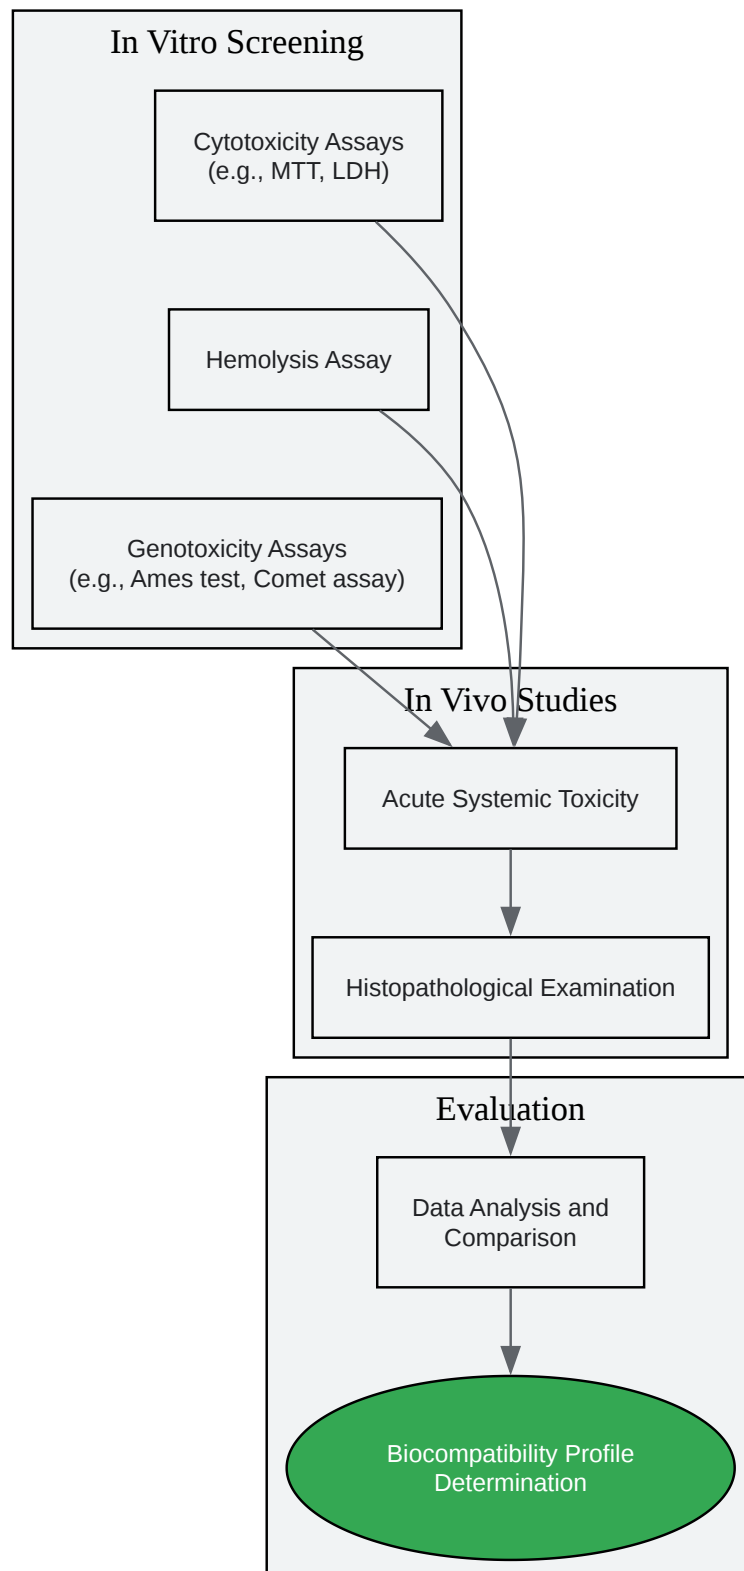 In Vitro Screening
Cytotoxicity Assays
(e.g., MTT, LDH)
Hemolysis Assay
Genotoxicity Assays
(e.g., Ames test, Comet assay)
In Vivo Studies
Acute Systemic Toxicity
Histopathological Examination
Evaluation
Data Analysis and
Comparison
Biocompatibility Profile
Determination